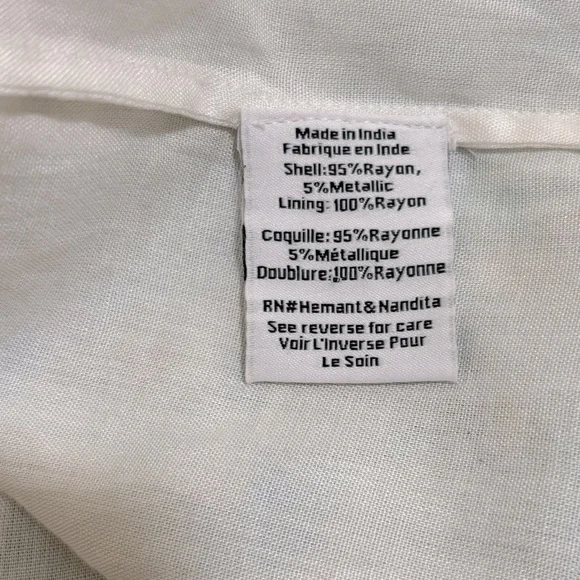 Made in India
Fabrique en Inde
Shell:95%Rayon,
5%Metallic
Lining: 100%Rayon
Coquille: 95%Rayonne
5%Métallique
Doublure:100%Rayonne
RN#Hemant&Nandita
See reverse for care
Voir L'Inverse Pour
Le Soin